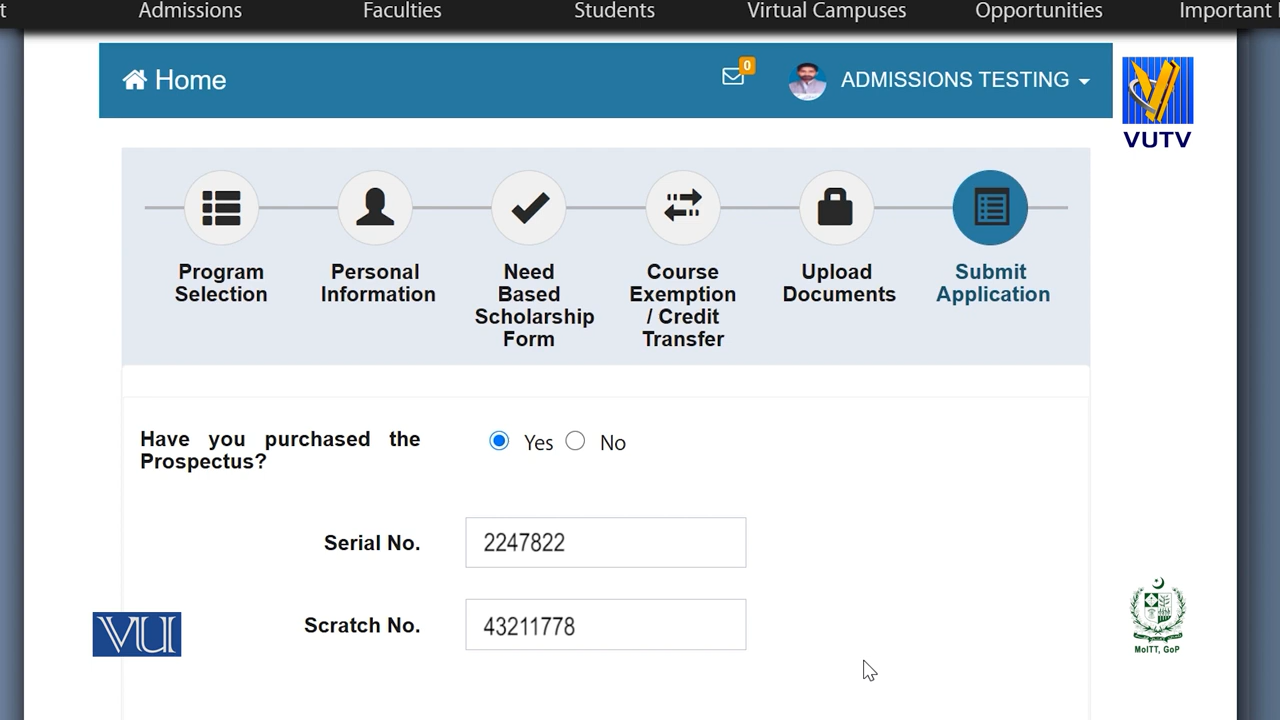 t Admissions Faculties Students Virtual Campuses Opportunities Important
Home 0 ADMISSIONS TESTING
VUTV
Program Selection
Personal Information
Need Based Scholarship Form
Course Exemption / Credit Transfer
Upload Documents
Submit Application
Have you purchased the
Prospectus?
Yes No
Serial No. 2247822
Scratch No. 43211778
VU
MoITT, GoP